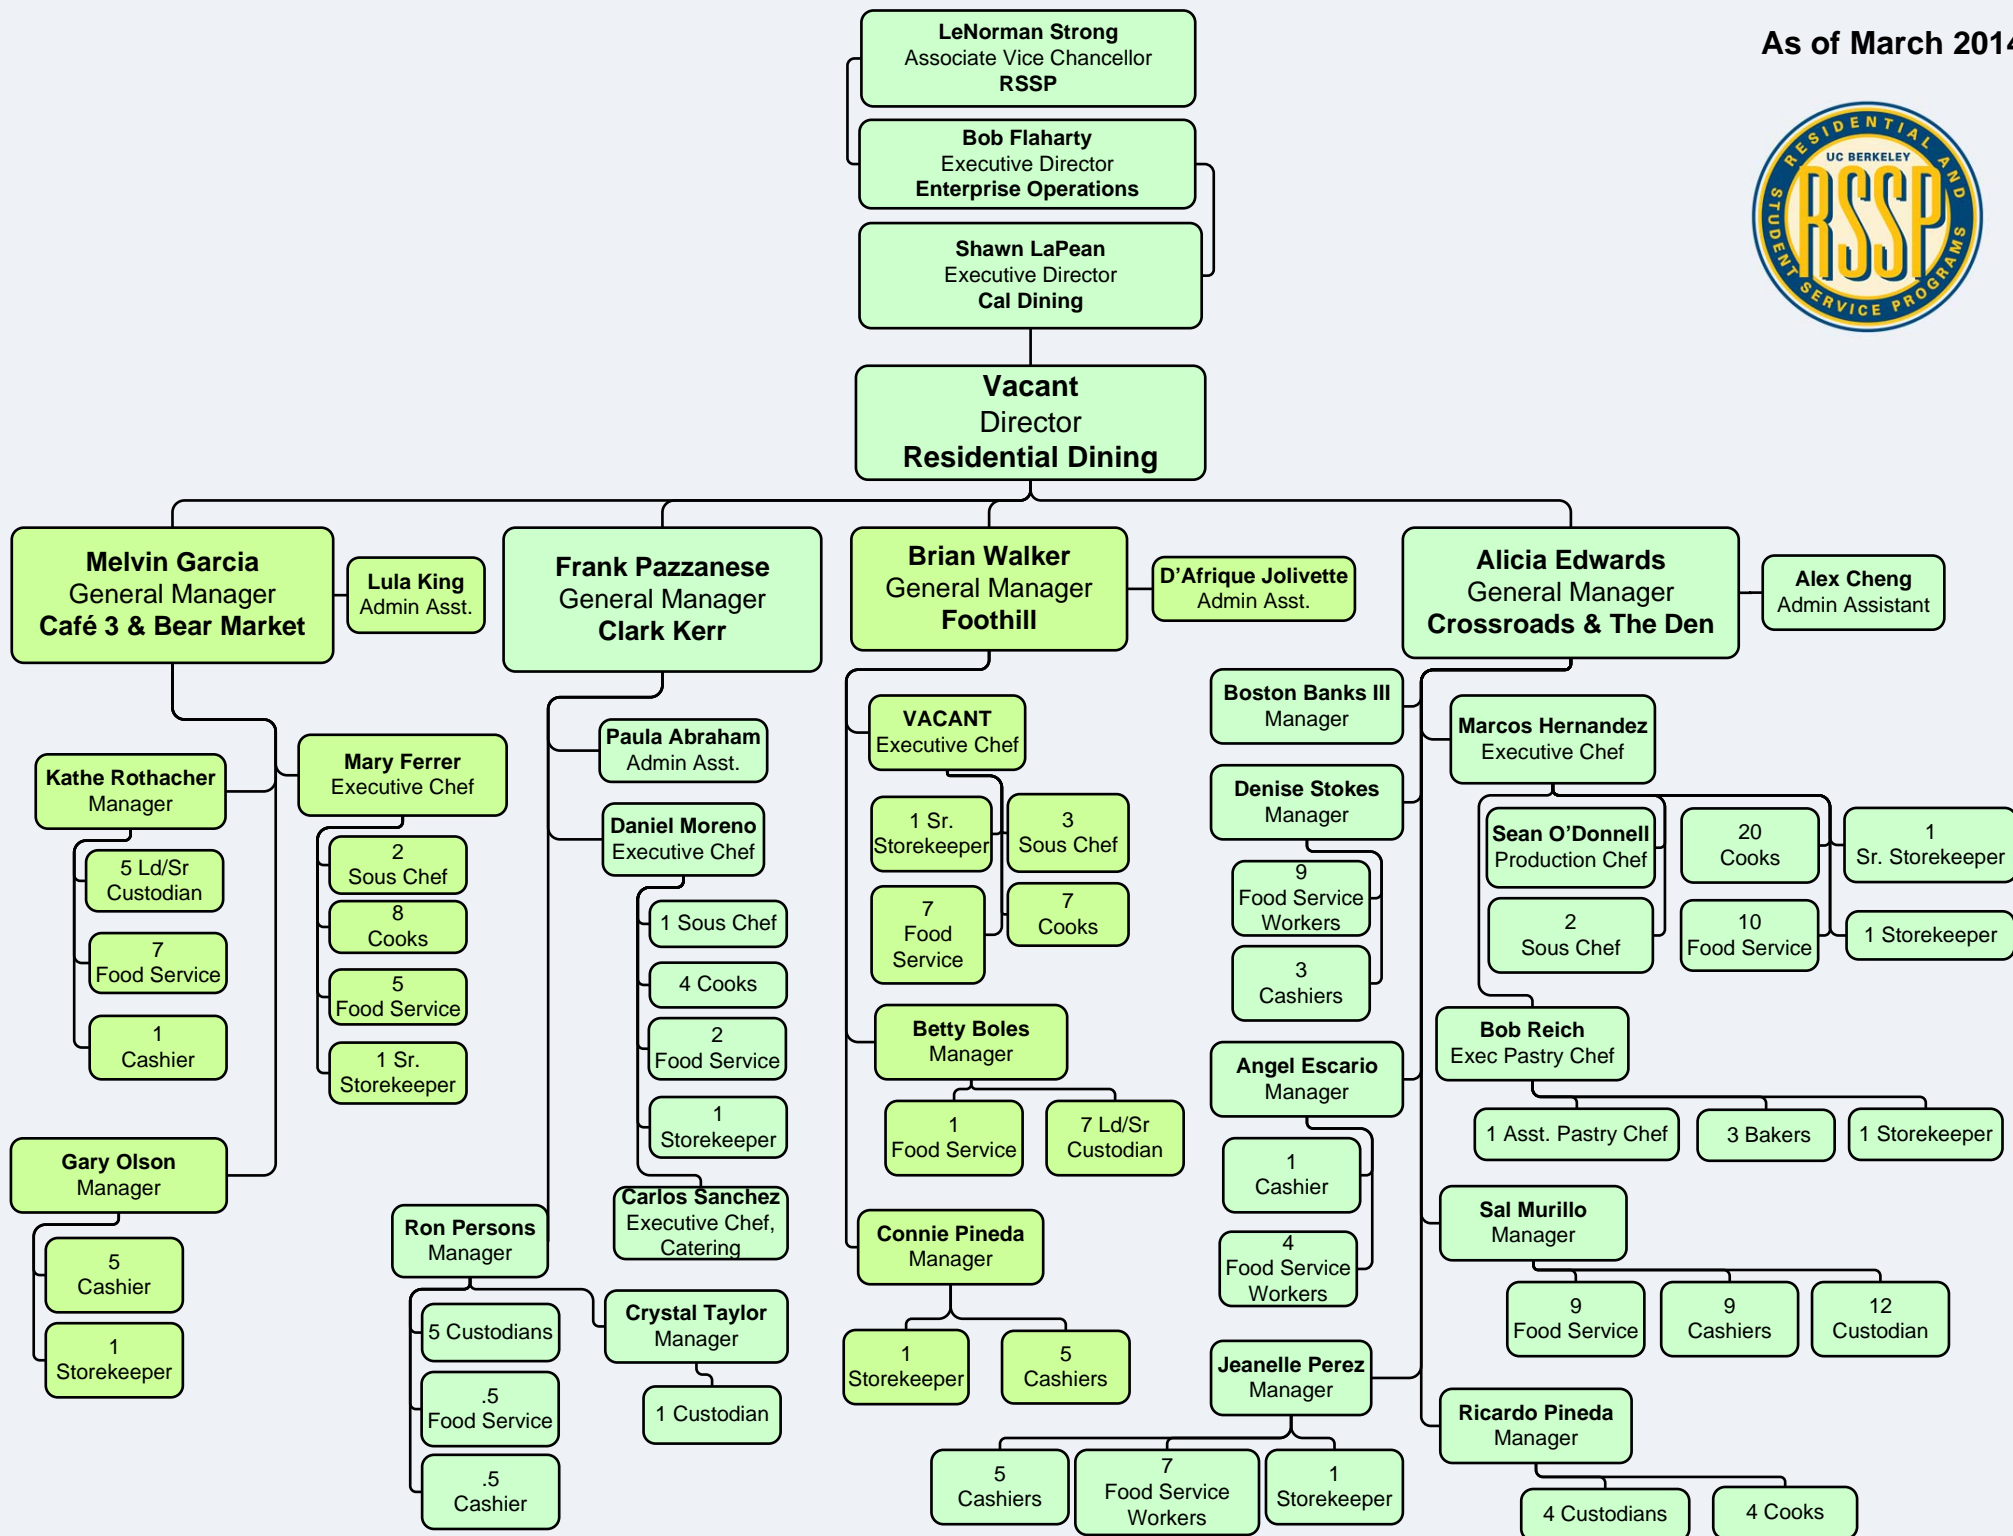 As of March 2014
RESIDENTIAL AND
STUDENT SERVICE PROGRAMS
UC BERKELEY
RSSP
LeNorman Strong
Associate Vice Chancellor
RSSP
Bob Flaharty
Executive Director
Enterprise Operations
Shawn LaPean
Executive Director
Cal Dining
Vacant
Director
Residential Dining
Melvin Garcia
General Manager
Café 3 & Bear Market
Lula King
Admin Asst.
Kathe Rothacher
Manager
5 Ld/Sr
Custodian
7
Food Service
1
Cashier
Mary Ferrer
Executive Chef
2
Sous Chef
8
Cooks
5
Food Service
1 Sr.
Storekeeper
Gary Olson
Manager
5
Cashier
1
Storekeeper
Frank Pazzanese
General Manager
Clark Kerr
Paula Abraham
Admin Asst.
Daniel Moreno
Executive Chef
1 Sous Chef
4 Cooks
2
Food Service
1
Storekeeper
Carlos Sanchez
Executive Chef,
Catering
Ron Persons
Manager
5 Custodians
.5
Food Service
.5
Cashier
Crystal Taylor
Manager
1 Custodian
Brian Walker
General Manager
Foothill
D'Afrique Jolivette
Admin Asst.
VACANT
Executive Chef
1 Sr.
Storekeeper
3
Sous Chef
7
Food
Service
7
Cooks
Betty Boles
Manager
1
Food Service
7 Ld/Sr
Custodian
Connie Pineda
Manager
1
Storekeeper
5
Cashiers
Alicia Edwards
General Manager
Crossroads & The Den
Alex Cheng
Admin Assistant
Boston Banks III
Manager
Denise Stokes
Manager
9
Food Service
Workers
3
Cashiers
Angel Escario
Manager
1
Cashier
4
Food Service
Workers
Jeanelle Perez
Manager
5
Cashiers
7
Food Service
Workers
1
Storekeeper
Marcos Hernandez
Executive Chef
Sean O'Donnell
Production Chef
20
Cooks
1
Sr. Storekeeper
2
Sous Chef
10
Food Service
1 Storekeeper
Bob Reich
Exec Pastry Chef
1 Asst. Pastry Chef
3 Bakers
1 Storekeeper
Sal Murillo
Manager
9
Food Service
9
Cashiers
12
Custodian
Ricardo Pineda
Manager
4 Custodians
4 Cooks